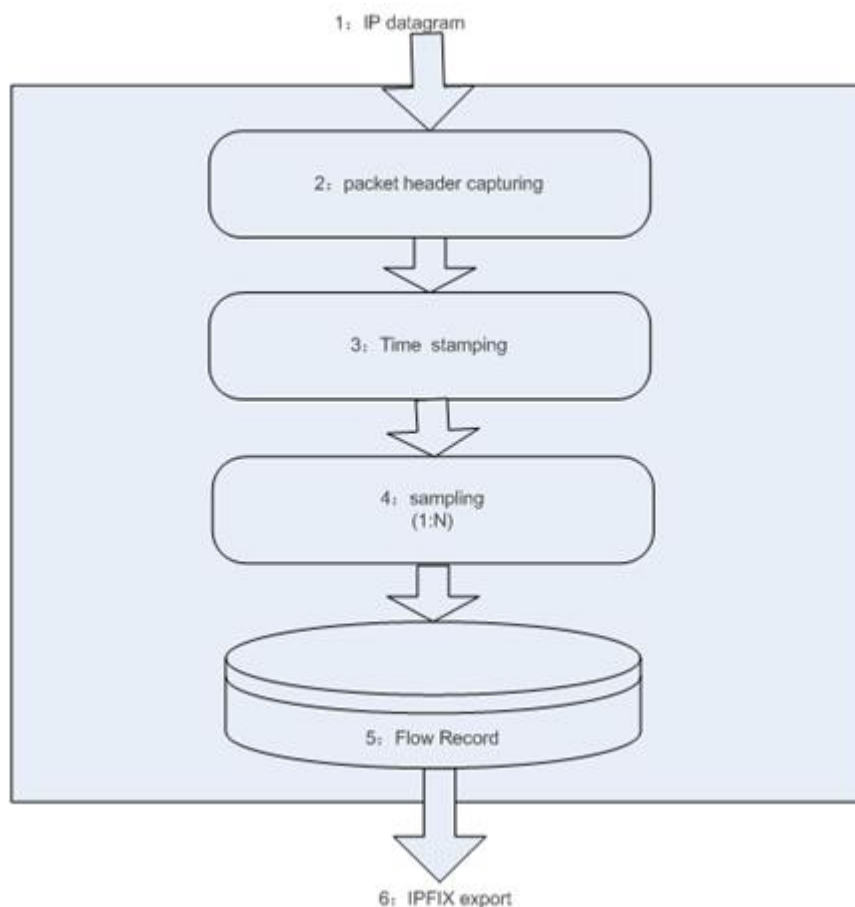 1：IP datagram
2：packet header capturing
3：Time stamping
4：sampling
(1:N)
5：Flow Record
6：IPFIX export